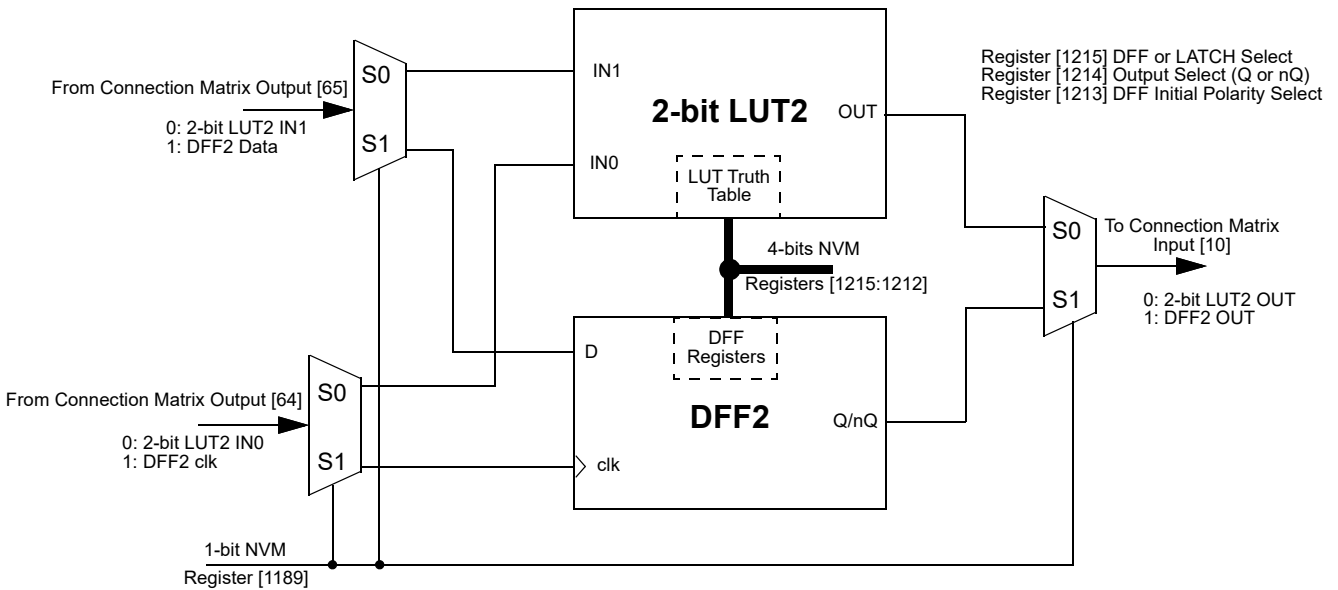 Register [1215] DFF or LATCH Select
Register [1214] Output Select (Q or nQ)
Register [1213] DFF Initial Polarity Select
From Connection Matrix Output [65]
0: 2-bit LUT2 IN1
1: DFF2 Data
S0
S1
IN1
2-bit LUT2
OUT
IN0
LUT Truth
Table
4-bits NVM
Registers [1215:1212]
S0
S1
To Connection Matrix
Input [10]
0: 2-bit LUT2 OUT
1: DFF2 OUT
DFF
Registers
D
DFF2
Q/nQ
clk
From Connection Matrix Output [64]
0: 2-bit LUT2 IN0
1: DFF2 clk
S0
S1
1-bit NVM
Register [1189]